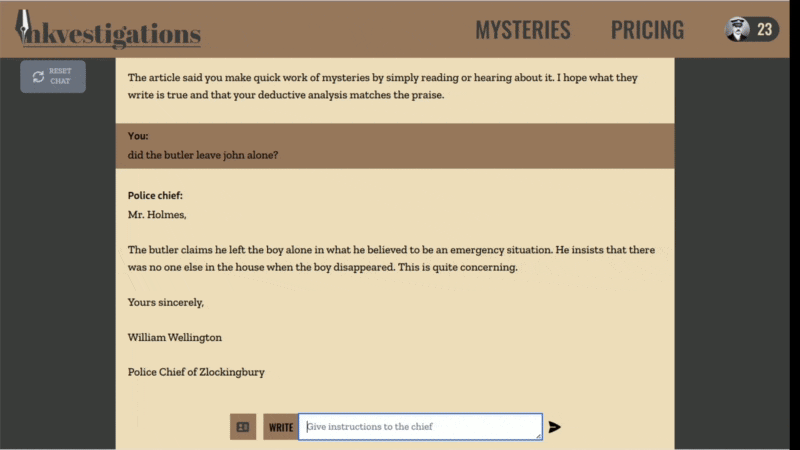 Inkvestigations
MYSTERIES
PRICING
23
RESET
CHAT
The article said you make quick work of mysteries by simply reading or hearing about it. I hope what they
write is true and that your deductive analysis matches the praise.
You:
did the butler leave john alone?
Police chief:
Mr. Holmes,
The butler claims he left the boy alone in what he believed to be an emergency situation. He insists that there
was no one else in the house when the boy disappeared. This is quite concerning.
Yours sincerely,
William Wellington
Police Chief of Zlockingbury
WRITE
Give instructions to the chief